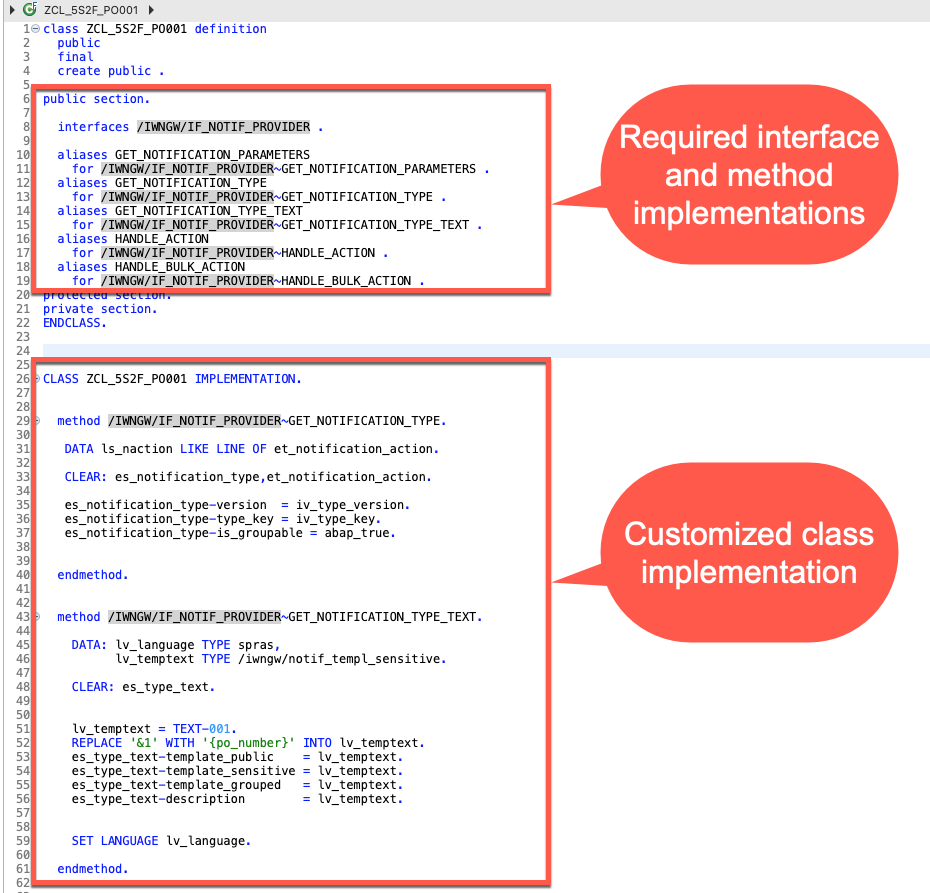 ZCL_5S2F_PO001
1 class ZCL_5S2F_PO001 definition
2 public
3 final
4 create public .
5
6 public section.
7
8 interfaces /IWNGW/IF_NOTIF_PROVIDER .
9
10 aliases GET_NOTIFICATION_PARAMETERS
11 for /IWNGW/IF_NOTIF_PROVIDER~GET_NOTIFICATION_PARAMETERS .
12 aliases GET_NOTIFICATION_TYPE
13 for /IWNGW/IF_NOTIF_PROVIDER~GET_NOTIFICATION_TYPE .
14 aliases GET_NOTIFICATION_TYPE_TEXT
15 for /IWNGW/IF_NOTIF_PROVIDER~GET_NOTIFICATION_TYPE_TEXT .
16 aliases HANDLE_ACTION
17 for /IWNGW/IF_NOTIF_PROVIDER~HANDLE_ACTION .
18 aliases HANDLE_BULK_ACTION
19 for /IWNGW/IF_NOTIF_PROVIDER~HANDLE_BULK_ACTION .
20 protected section.
21 private section.
22 ENDCLASS.
23
24
25
26 CLASS ZCL_5S2F_PO001 IMPLEMENTATION.
27
28
29 method /IWNGW/IF_NOTIF_PROVIDER~GET_NOTIFICATION_TYPE.
30
31 DATA ls_naction LIKE LINE OF et_notification_action.
32
33 CLEAR: es_notification_type,et_notification_action.
34
35 es_notification_type-version = iv_type_version.
36 es_notification_type-type_key = iv_type_key.
37 es_notification_type-is_groupable = abap_true.
38
39
40 endmethod.
41
42
43 method /IWNGW/IF_NOTIF_PROVIDER~GET_NOTIFICATION_TYPE_TEXT.
44
45 DATA: lv_language TYPE spras,
46 lv_temptext TYPE /iwngw/notif_templ_sensitive.
47
48 CLEAR: es_type_text.
49
50
51 lv_temptext = TEXT-001.
52 REPLACE '&1' WITH '{po_number}' INTO lv_temptext.
53 es_type_text-template_public = lv_temptext.
54 es_type_text-template_sensitive = lv_temptext.
55 es_type_text-template_grouped = lv_temptext.
56 es_type_text-description = lv_temptext.
57
58
59 SET LANGUAGE lv_language.
60
61 endmethod.
62
Required interface
and method
implementations
Customized class
implementation